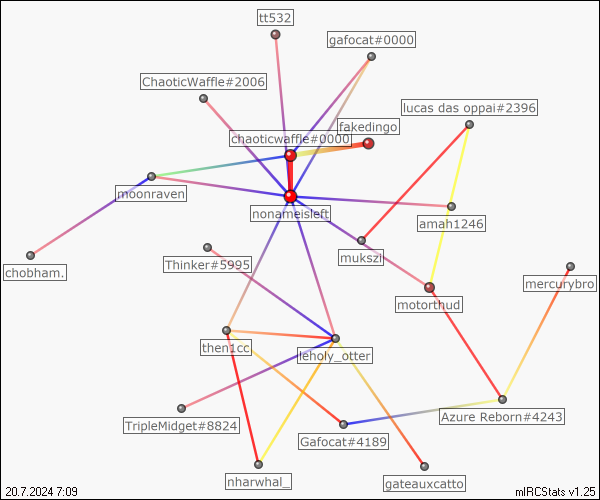 tt532
gafocat#0000
ChaoticWaffle#2006
lucas das oppai#2396
fakedingo
chaoticwaffle#0000
moonraven
nonameisleft
amah1246
mukszi
Thinker#5995
chobham.
mercurybro
motorthud
then1cc
leholy_otter
TripleMidget#8824
Azure Reborn#4243
Gafocat#4189
nharwhal_
gateauxcatto
20.7.2024 7:09
mIRCStats v1.25